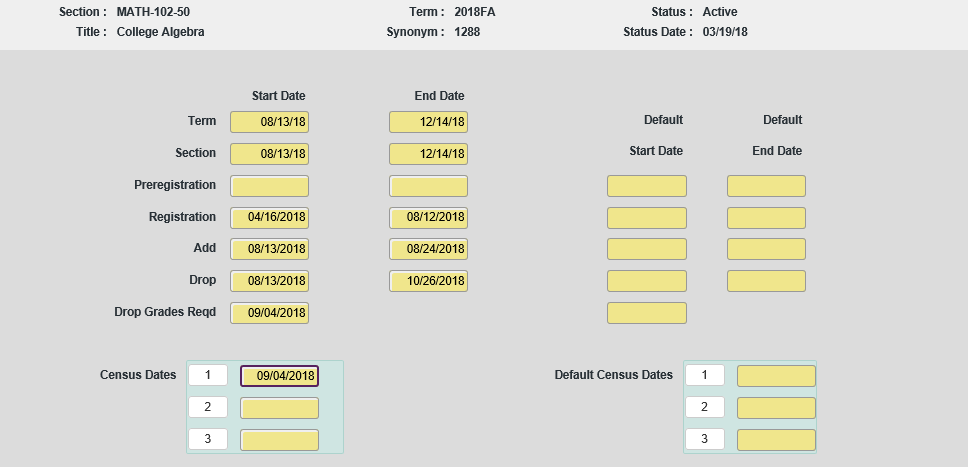 Section : MATH-102-50 Term : 2018FA Status : Active
Title : College Algebra Synonym : 1288 Status Date : 03/19/18
Start Date End Date
Term 08/13/18 12/14/18 Default Default
Section 08/13/18 12/14/18 Start Date End Date
Preregistration
Registration 04/16/2018 08/12/2018
Add 08/13/2018 08/24/2018
Drop 08/13/2018 10/26/2018
Drop Grades Reqd 09/04/2018
Census Dates 1 09/04/2018 Default Census Dates 1
2 2
3 3